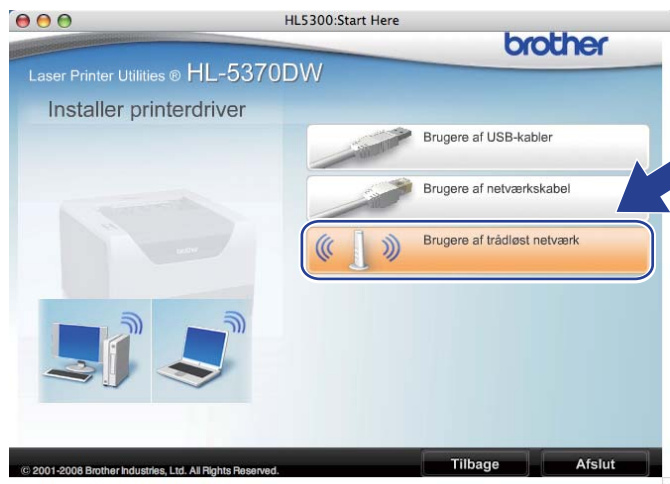 HL5300:Start Here
brother
Laser Printer Utilities ® HL-5370DW
Installer printerdriver
Brugere af USB-kabler
Brugere af netværkskabel
Brugere af trådløst netværk
Tilbage
Afslut
© 2001-2008 Brother Industries, Ltd. All Rights Reserved.